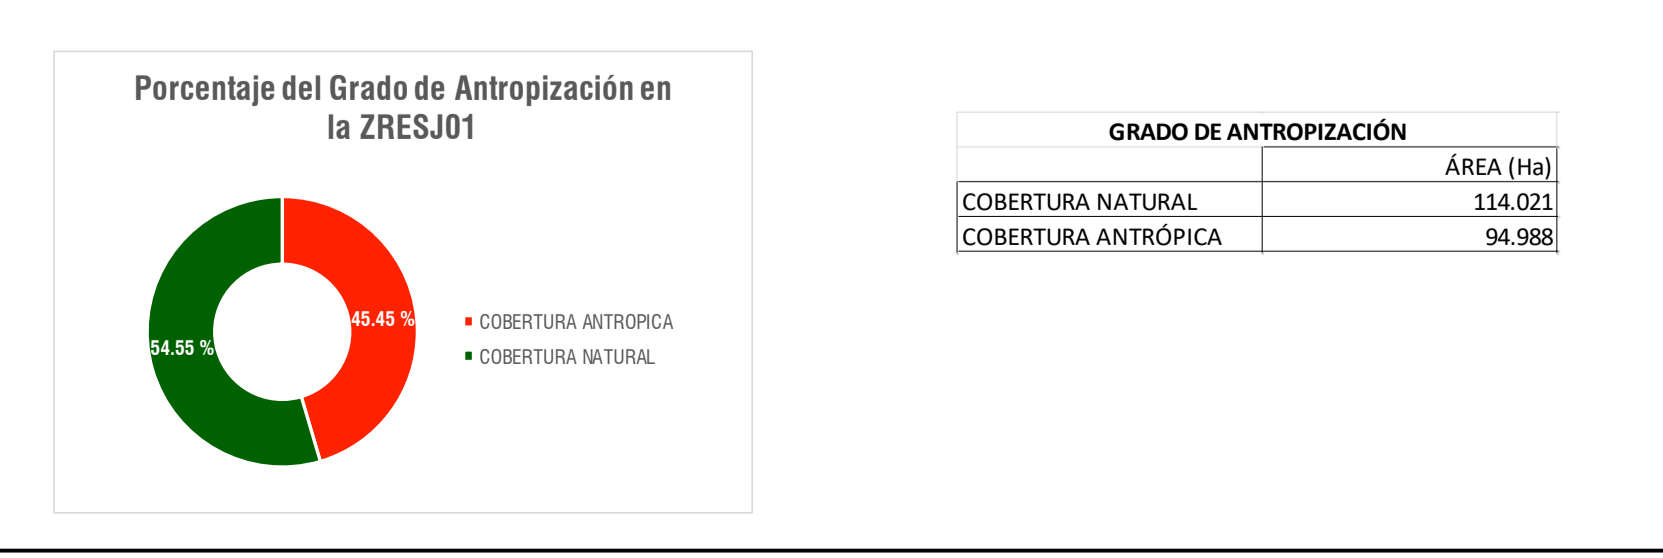 Porcentaje del Grado de Antropización en
la ZRESJ01
45.45 %
54.55 %
COBERTURA ANTROPICA
COBERTURA NATURAL
GRADO DE ANTROPIZACIÓN
ÁREA (Ha)
COBERTURA NATURAL 114.021
COBERTURA ANTRÓPICA 94.988